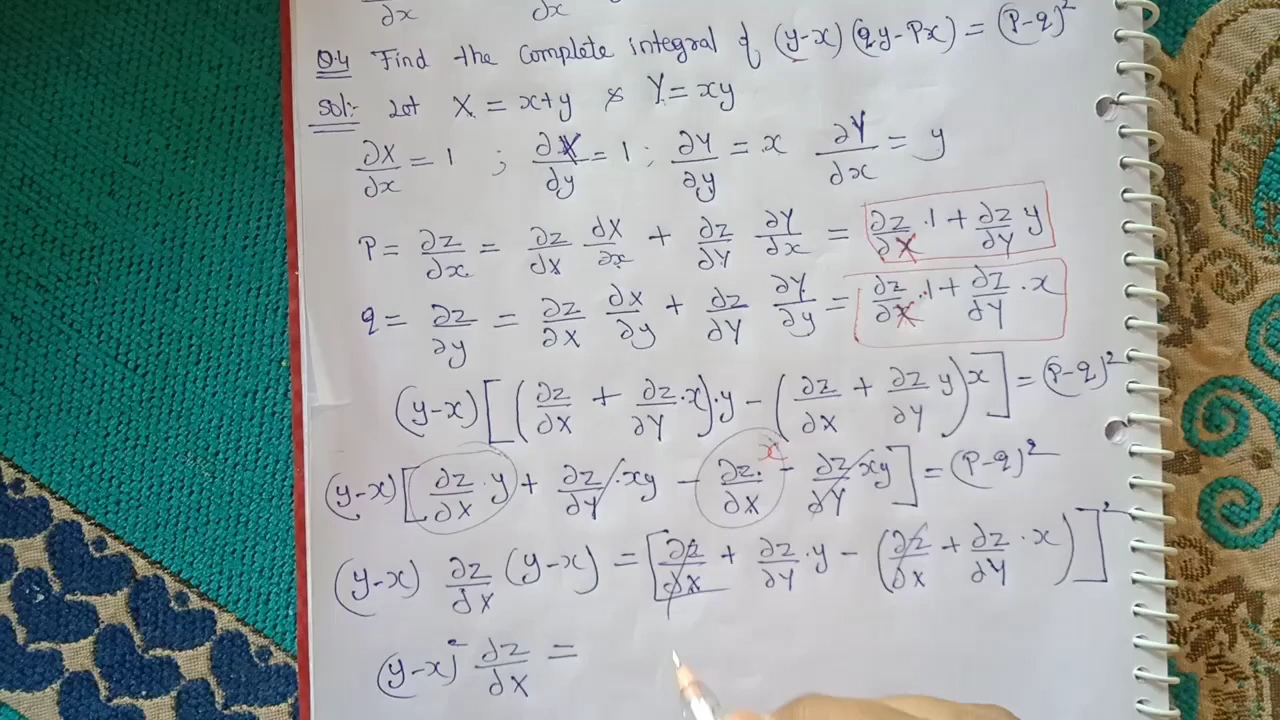 ∂x ∂x
Q.4 Find the Complete integral of (y-x)(qy-Px) = (P-q)²
Sol:- Let X = x+y & Y = xy
∂X/∂x = 1 ; ∂X/∂y = 1 ; ∂Y/∂y = x ∂Y/∂x = y
P = ∂z/∂x = ∂z/∂X ∂X/∂x + ∂z/∂Y ∂Y/∂x = ∂z/∂X ·1 + ∂z/∂Y y
q = ∂z/∂y = ∂z/∂X ∂x/∂y + ∂z/∂Y ∂Y/∂y = ∂z/∂X ·1 + ∂z/∂Y · x
(y-x)[(∂z/∂X + ∂z/∂Y ·x)·y - (∂z/∂X + ∂z/∂Y y)x] = (P-q)²
(y-x)[∂z/∂X · y + ∂z/∂Y · xy - ∂z/∂X · x - ∂z/∂Y xy] = (P-q)²
(y-x) ∂z/∂X (y-x) = [∂z/∂X + ∂z/∂Y · y - (∂z/∂X + ∂z/∂Y · x)]²
(y-x)² ∂z/∂X =